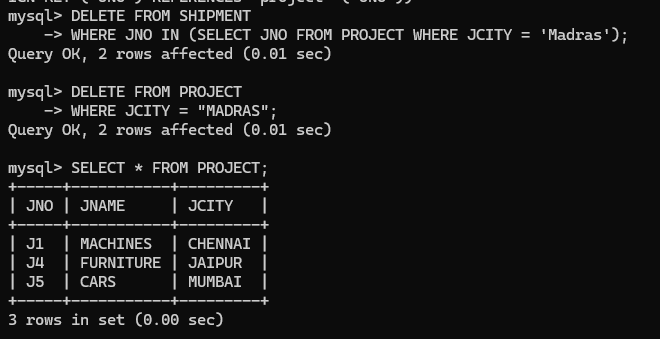 mysql> DELETE FROM SHIPMENT
    -> WHERE JNO IN (SELECT JNO FROM PROJECT WHERE JCITY = 'Madras');
Query OK, 2 rows affected (0.01 sec)

mysql> DELETE FROM PROJECT
    -> WHERE JCITY = "MADRAS";
Query OK, 2 rows affected (0.01 sec)

mysql> SELECT * FROM PROJECT;
+-----+-----------+---------+
| JNO | JNAME     | JCITY   |
+-----+-----------+---------+
| J1  | MACHINES  | CHENNAI |
| J4  | FURNITURE | JAIPUR  |
| J5  | CARS      | MUMBAI  |
+-----+-----------+---------+
3 rows in set (0.00 sec)